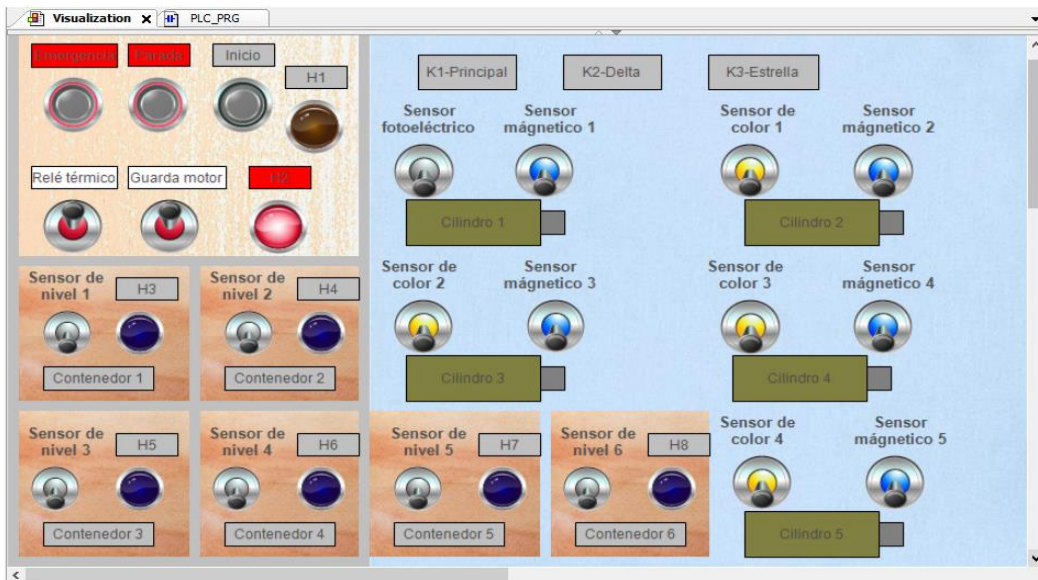 Visualization
PLC_PRG
Emergencia
Parada
Inicio
H1
Relé térmico
Guarda motor
H2
K1-Principal
K2-Delta
K3-Estrella
Sensor
fotoeléctrico
Sensor
mágnetico 1
Sensor de
color 1
Sensor
mágnetico 2
Cilindro 1
Cilindro 2
Sensor de
color 2
Sensor
mágnetico 3
Sensor de
color 3
Sensor
mágnetico 4
Cilindro 3
Cilindro 4
Sensor de
nivel 1
H3
Contenedor 1
Sensor de
nivel 2
H4
Contenedor 2
Sensor de
nivel 3
H5
Contenedor 3
Sensor de
nivel 4
H6
Contenedor 4
Sensor de
nivel 5
H7
Contenedor 5
Sensor de
nivel 6
H8
Contenedor 6
Sensor de
color 4
Sensor
mágnetico 5
Cilindro 5